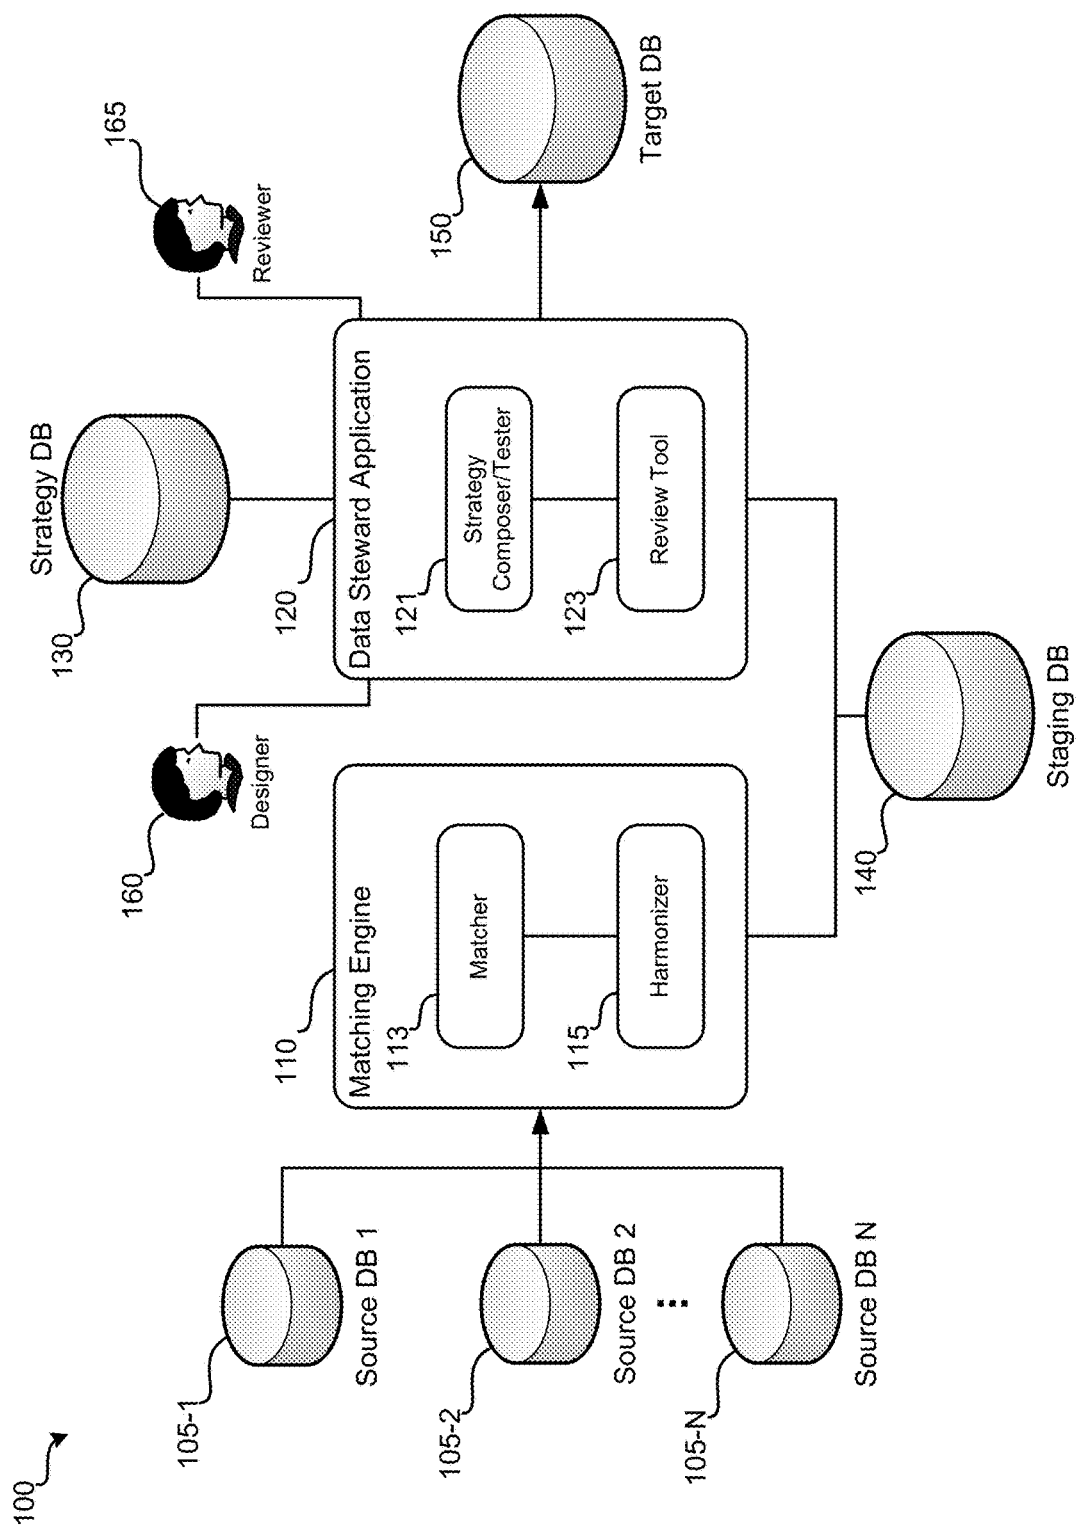 100
105-1
Source DB 1
105-2
Source DB 2
105-N
Source DB N
110
Matching Engine
113
Matcher
115
Harmonizer
160
Designer
130
Strategy DB
165
Reviewer
120
Data Steward Application
121
Strategy
Composer/Tester
123
Review Tool
140
Staging DB
150
Target DB